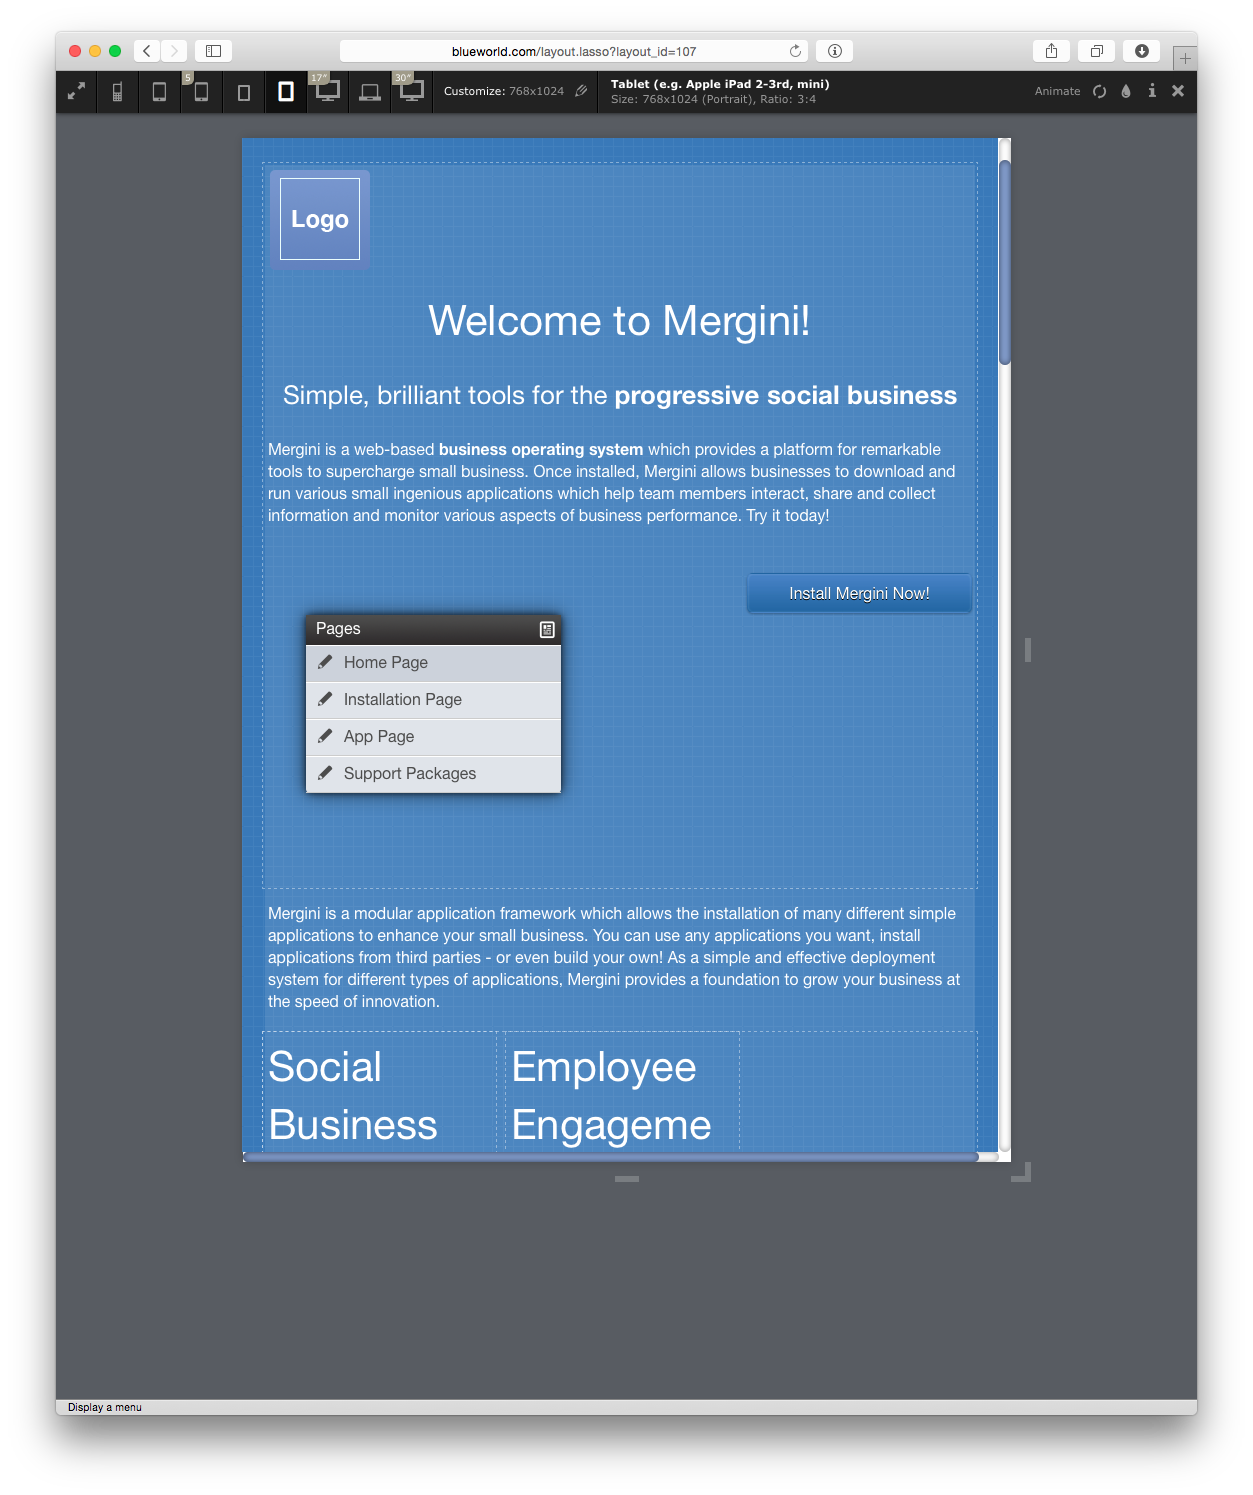 blueworld.com/layout.lasso?layout_id=107
5
17"
30"
Customize: 768x1024
Tablet (e.g. Apple iPad 2-3rd, mini)
Size: 768x1024 (Portrait), Ratio: 3:4
Animate
Logo
Welcome to Mergini!
Simple, brilliant tools for the progressive social business
Mergini is a web-based business operating system which provides a platform for remarkable
tools to supercharge small business. Once installed, Mergini allows businesses to download and
run various small ingenious applications which help team members interact, share and collect
information and monitor various aspects of business performance. Try it today!
Install Mergini Now!
Pages
Home Page
Installation Page
App Page
Support Packages
Mergini is a modular application framework which allows the installation of many different simple
applications to enhance your small business. You can use any applications you want, install
applications from third parties - or even build your own! As a simple and effective deployment
system for different types of applications, Mergini provides a foundation to grow your business at
the speed of innovation.
Social
Business
Employee
Engageme
Display a menu